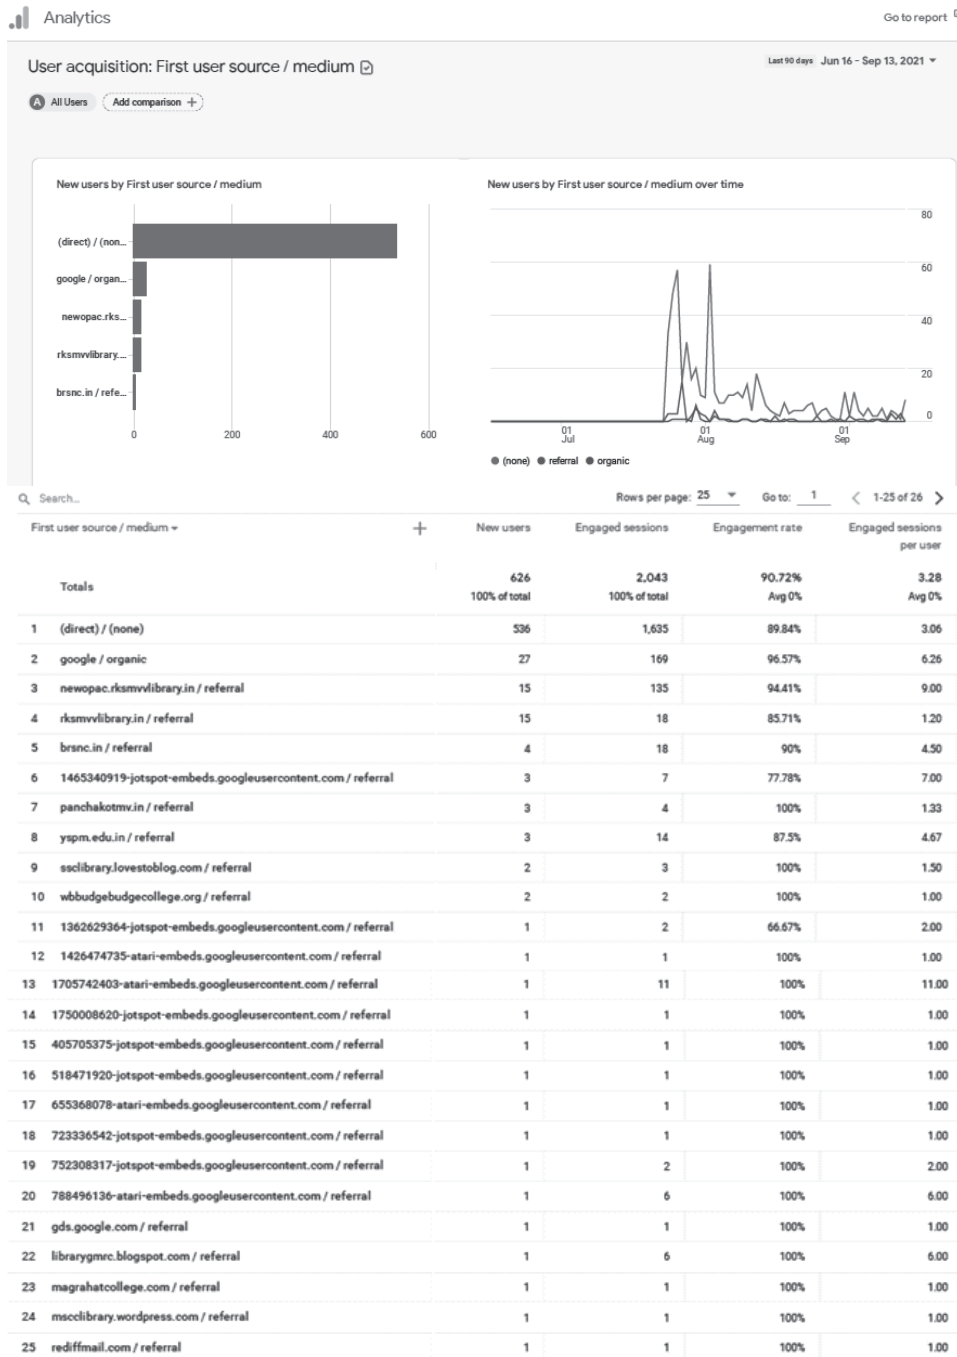 Analytics
Go to report
User acquisition: First user source / medium
Last 90 days Jun 16 - Sep 13, 2021
A All Users Add comparison +
New users by First user source / medium
(direct) / (non...
google / organ...
newopac.rks...
rksmvvlibrary....
brsnc.in / refe...
0 200 400 600
New users by First user source / medium over time
80
60
40
20
0
01 Jul
01 Aug
01 Sep
(none) referral organic
Search...
Rows per page: 25 Go to: 1 < 1-25 of 26 >
First user source / medium + New users Engaged sessions Engagement rate Engaged sessions per user
Totals 626 2,043 90.72% 3.28
100% of total 100% of total Avg 0% Avg 0%
1 (direct) / (none) 536 1,635 89.84% 3.06
2 google / organic 27 169 96.57% 6.26
3 newopac.rksmvvlibrary.in / referral 15 135 94.41% 9.00
4 rksmvvlibrary.in / referral 15 18 85.71% 1.20
5 brsnc.in / referral 4 18 90% 4.50
6 1465340919-jotspot-embeds.googleusercontent.com / referral 3 7 77.78% 7.00
7 panchakotmv.in / referral 3 4 100% 1.33
8 yspm.edu.in / referral 3 14 87.5% 4.67
9 ssclibrary.lovestoblog.com / referral 2 3 100% 1.50
10 wbbudgebudgecollege.org / referral 2 2 100% 1.00
11 1362629364-jotspot-embeds.googleusercontent.com / referral 1 2 66.67% 2.00
12 1426474735-atari-embeds.googleusercontent.com / referral 1 1 100% 1.00
13 1705742403-atari-embeds.googleusercontent.com / referral 1 11 100% 11.00
14 1750008620-jotspot-embeds.googleusercontent.com / referral 1 1 100% 1.00
15 405705375-jotspot-embeds.googleusercontent.com / referral 1 1 100% 1.00
16 518471920-jotspot-embeds.googleusercontent.com / referral 1 1 100% 1.00
17 655368078-atari-embeds.googleusercontent.com / referral 1 1 100% 1.00
18 723336542-jotspot-embeds.googleusercontent.com / referral 1 1 100% 1.00
19 752308317-jotspot-embeds.googleusercontent.com / referral 1 2 100% 2.00
20 788496136-atari-embeds.googleusercontent.com / referral 1 6 100% 6.00
21 gds.google.com / referral 1 1 100% 1.00
22 librarygmrc.blogspot.com / referral 1 6 100% 6.00
23 magrahatcollege.com / referral 1 1 100% 1.00
24 mscclibrary.wordpress.com / referral 1 1 100% 1.00
25 rediffmail.com / referral 1 1 100% 1.00